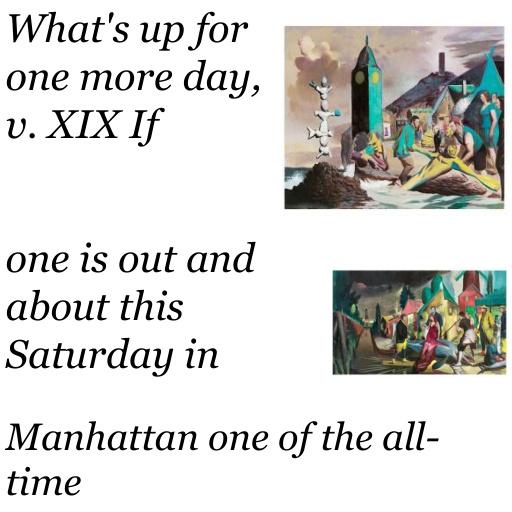 What's up for
one more day,
v. XIX If
one is out and
about this
Saturday in
Manhattan one of the all-
time